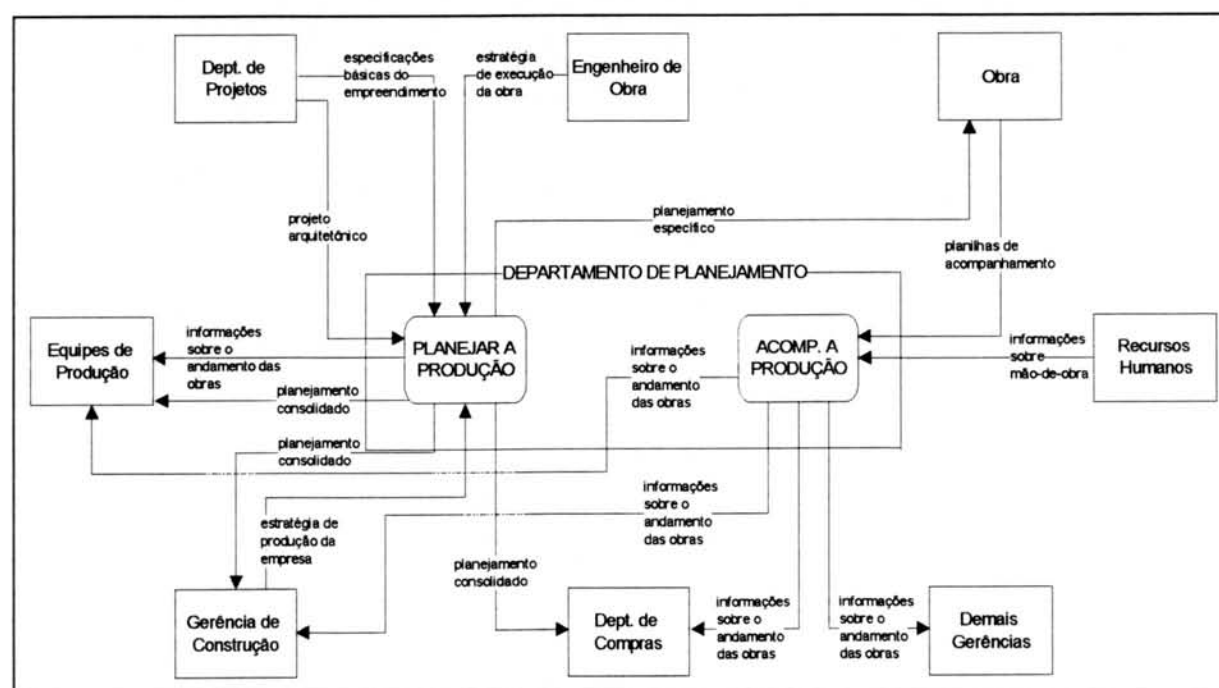 Dept. de
Projetos
especificações
básicas do
empreendimento
estratégia
de execução
da obra
Engenheiro de
Obra
Obra
projeto
arquitetônico
planejamento
específico
planilhas de
acompanhamento
DEPARTAMENTO DE PLANEJAMENTO
Equipes de
Produção
informações
sobre o
andamento das
obras
planejamento
consolidado
PLANEJAR A
PRODUÇÃO
informações
sobre o
andamento
das obras
ACOMP. A
PRODUÇÃO
informações
sobre
mão-de-obra
Recursos
Humanos
planejamento
consolidado
estratégia de
produção da
empresa
informações
sobre o
andamento
das obras
planejamento
consolidado
Gerência de
Construção
Dept. de
Compras
informações
sobre o
andamento
das obras
informações
sobre o
andamento
das obras
Demais
Gerências